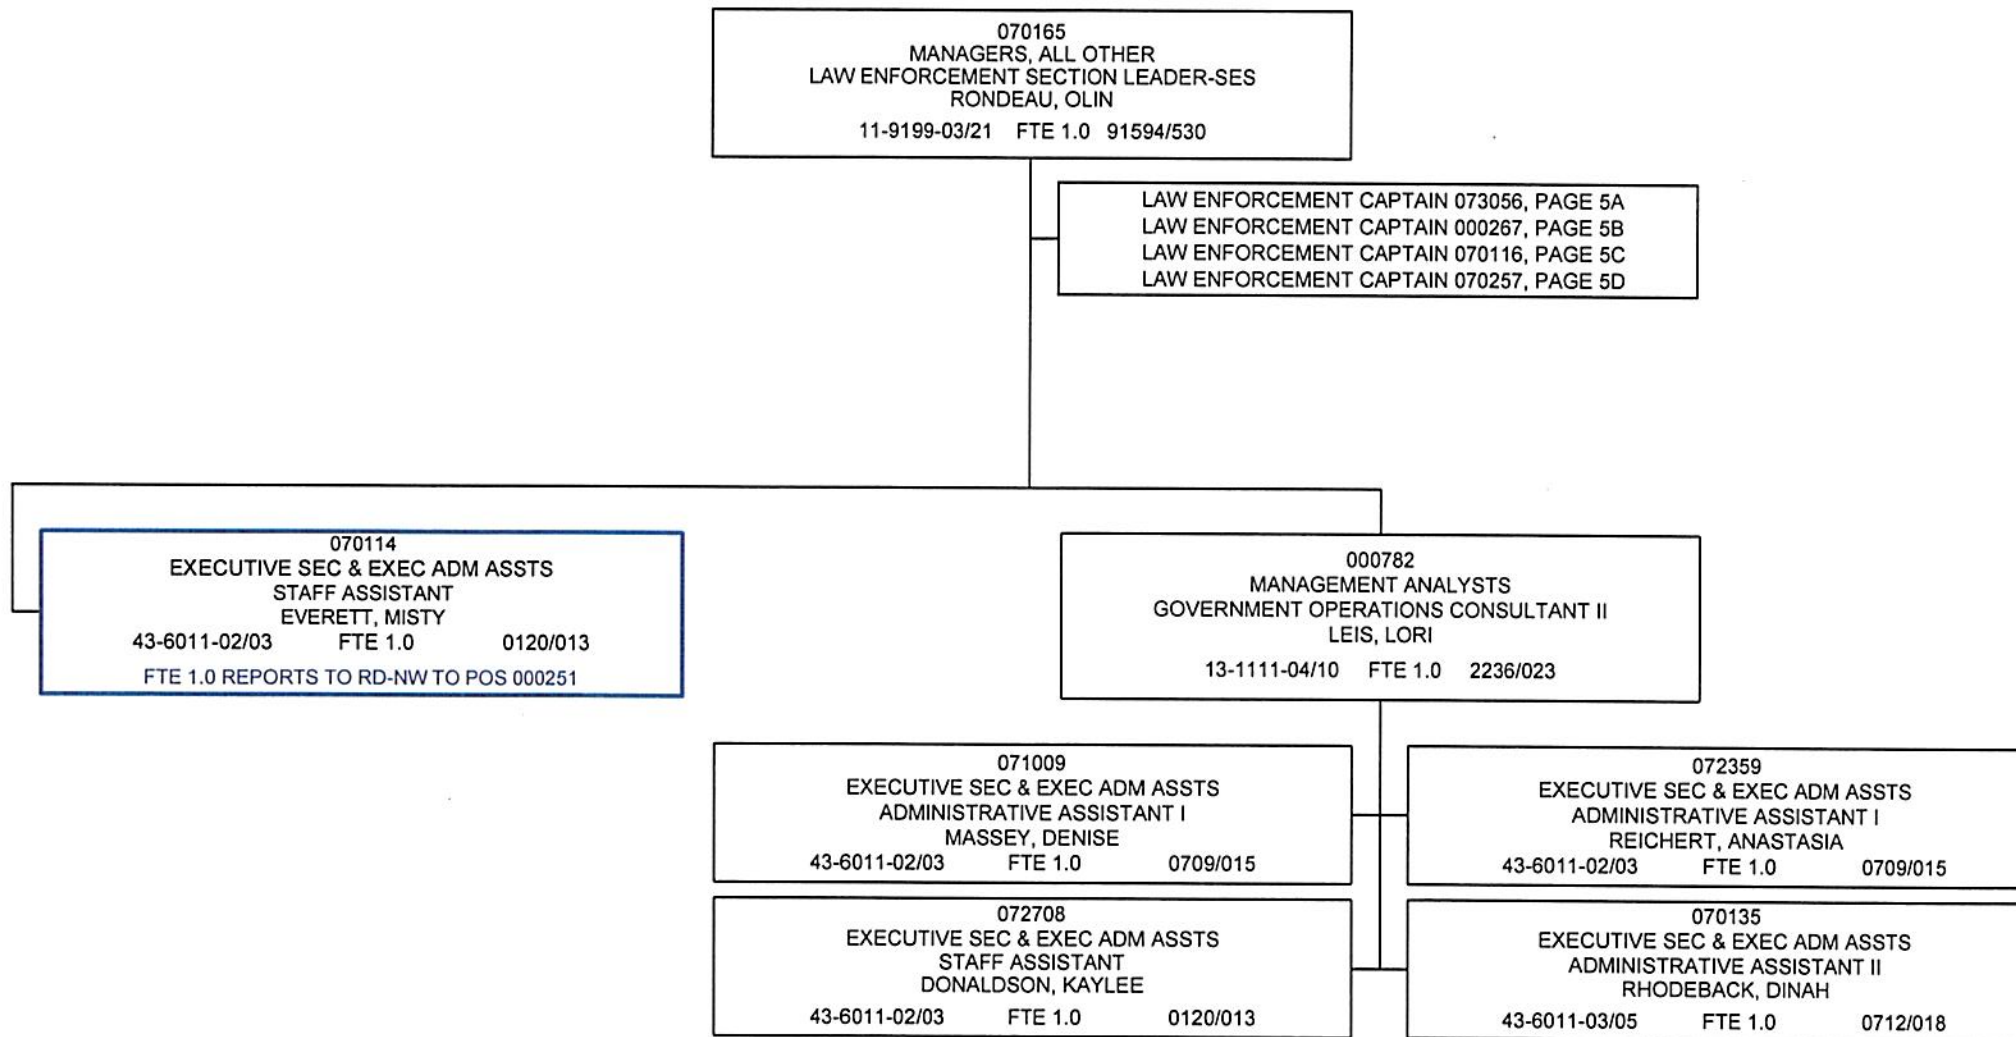 070165
MANAGERS, ALL OTHER
LAW ENFORCEMENT SECTION LEADER-SES
RONDEAU, OLIN
11-9199-03/21 FTE 1.0 91594/530
LAW ENFORCEMENT CAPTAIN 073056, PAGE 5A
LAW ENFORCEMENT CAPTAIN 000267, PAGE 5B
LAW ENFORCEMENT CAPTAIN 070116, PAGE 5C
LAW ENFORCEMENT CAPTAIN 070257, PAGE 5D
070114
EXECUTIVE SEC & EXEC ADM ASSTS
STAFF ASSISTANT
EVERETT, MISTY
43-6011-02/03 FTE 1.0 0120/013
FTE 1.0 REPORTS TO RD-NW TO POS 000251
000782
MANAGEMENT ANALYSTS
GOVERNMENT OPERATIONS CONSULTANT II
LEIS, LORI
13-1111-04/10 FTE 1.0 2236/023
071009
EXECUTIVE SEC & EXEC ADM ASSTS
ADMINISTRATIVE ASSISTANT I
MASSEY, DENISE
43-6011-02/03 FTE 1.0 0709/015
072359
EXECUTIVE SEC & EXEC ADM ASSTS
ADMINISTRATIVE ASSISTANT I
REICHERT, ANASTASIA
43-6011-02/03 FTE 1.0 0709/015
072708
EXECUTIVE SEC & EXEC ADM ASSTS
STAFF ASSISTANT
DONALDSON, KAYLEE
43-6011-02/03 FTE 1.0 0120/013
070135
EXECUTIVE SEC & EXEC ADM ASSTS
ADMINISTRATIVE ASSISTANT II
RHODEBACK, DINAH
43-6011-03/05 FTE 1.0 0712/018